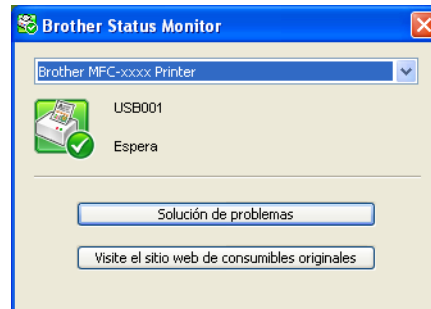 Brother Status Monitor
Brother MFC-xxxx Printer
USB001
Espera
Solución de problemas
Visite el sitio web de consumibles originales